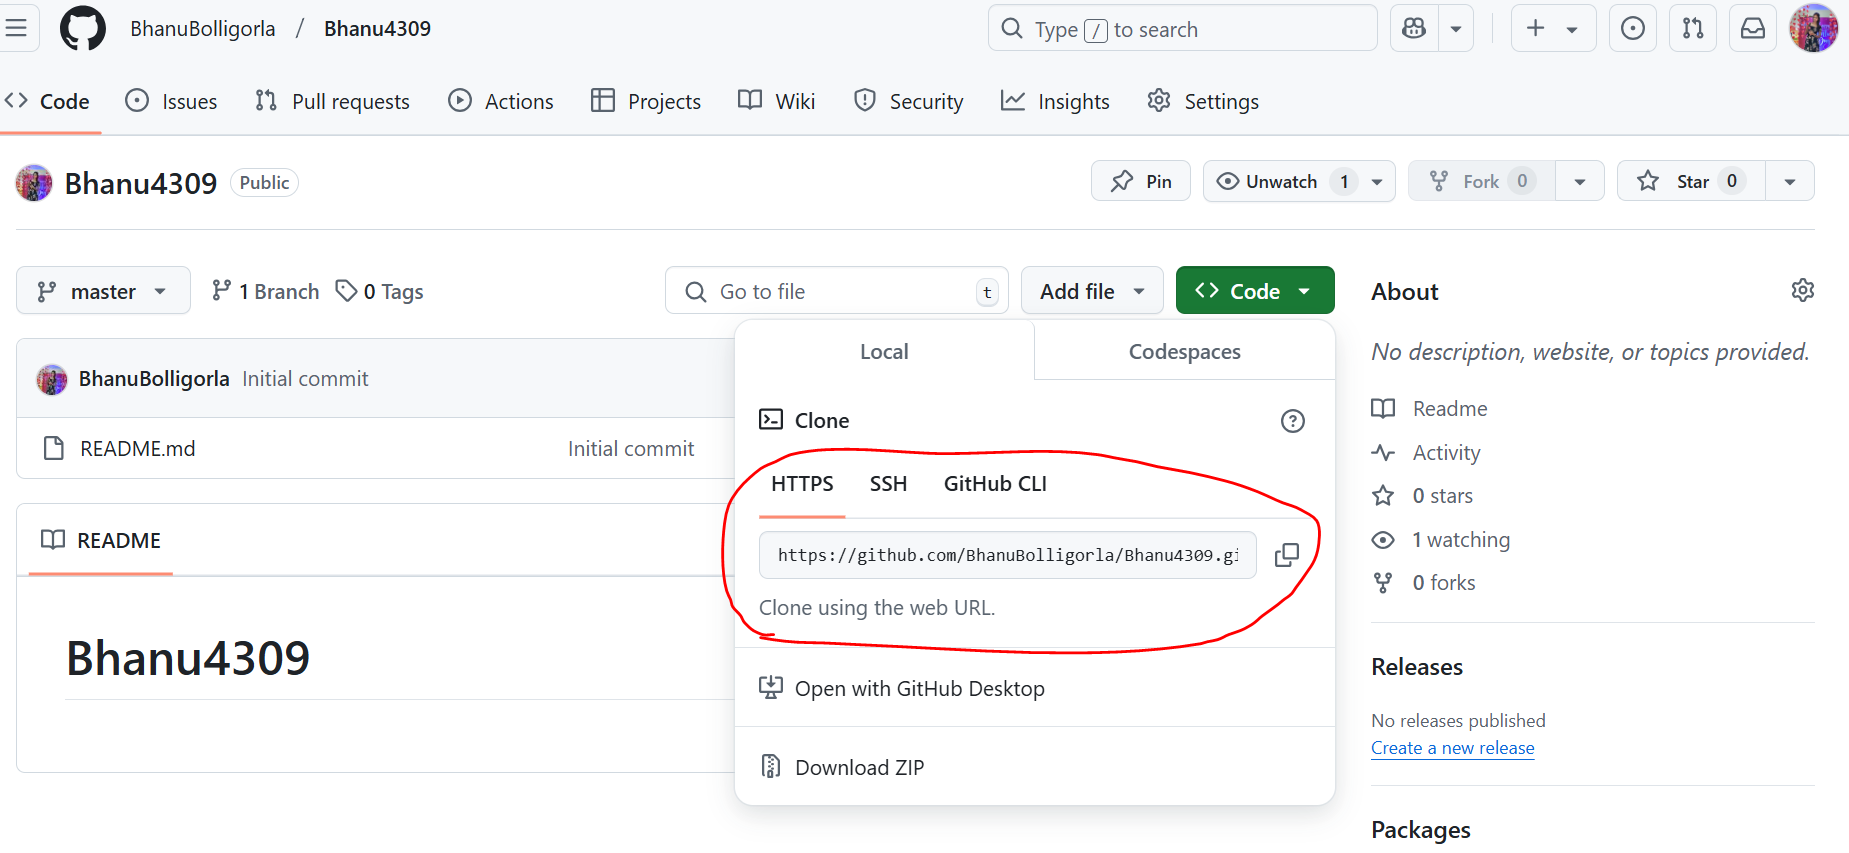 BhanuBolligorla / Bhanu4309
Type / to search
Code Issues Pull requests Actions Projects Wiki Security Insights Settings
Bhanu4309 Public
Pin Unwatch 1 Fork 0 Star 0
master 1 Branch 0 Tags
Go to file t Add file Code
BhanuBolligorla Initial commit
README.md Initial commit
README
Bhanu4309
Local Codespaces
Clone
HTTPS SSH GitHub CLI
https://github.com/BhanuBolligorla/Bhanu4309.gi
Clone using the web URL.
Open with GitHub Desktop
Download ZIP
About
No description, website, or topics provided.
Readme
Activity
0 stars
1 watching
0 forks
Releases
No releases published
Create a new release
Packages